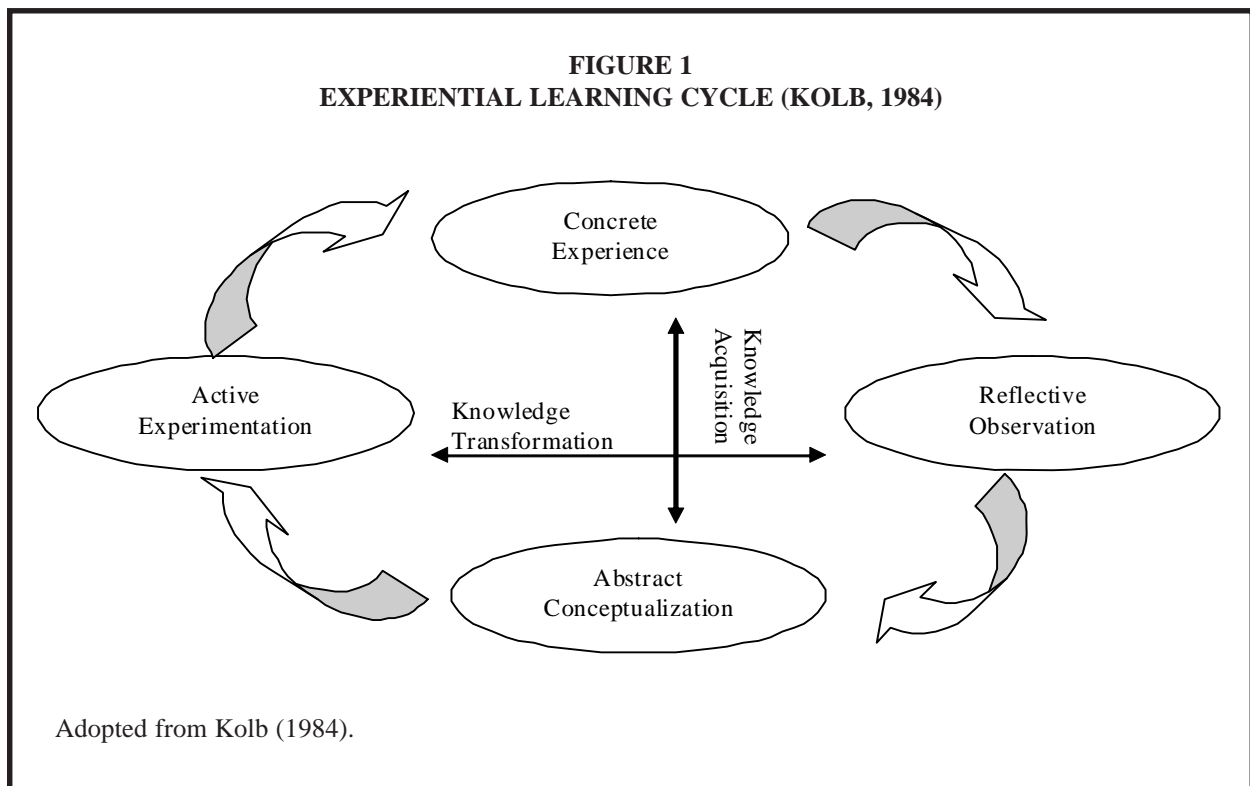 FIGURE 1
EXPERIENTIAL LEARNING CYCLE (KOLB, 1984)
Concrete
Experience
Knowledge
Acquisition
Active
Experimentation
Knowledge
Transformation
Reflective
Observation
Abstract
Conceptualization
Adopted from Kolb (1984).